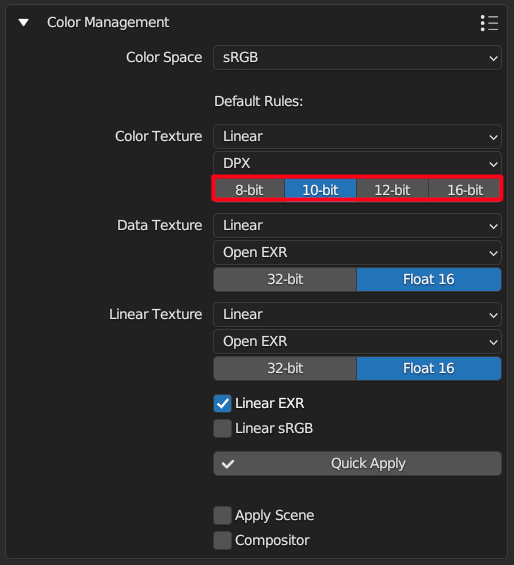 Color Management
Color Space sRGB
Default Rules:
Color Texture Linear
DPX
8-bit 10-bit 12-bit 16-bit
Data Texture Linear
Open EXR
32-bit Float 16
Linear Texture Linear
Open EXR
32-bit Float 16
Linear EXR
Linear sRGB
Quick Apply
Apply Scene
Compositor